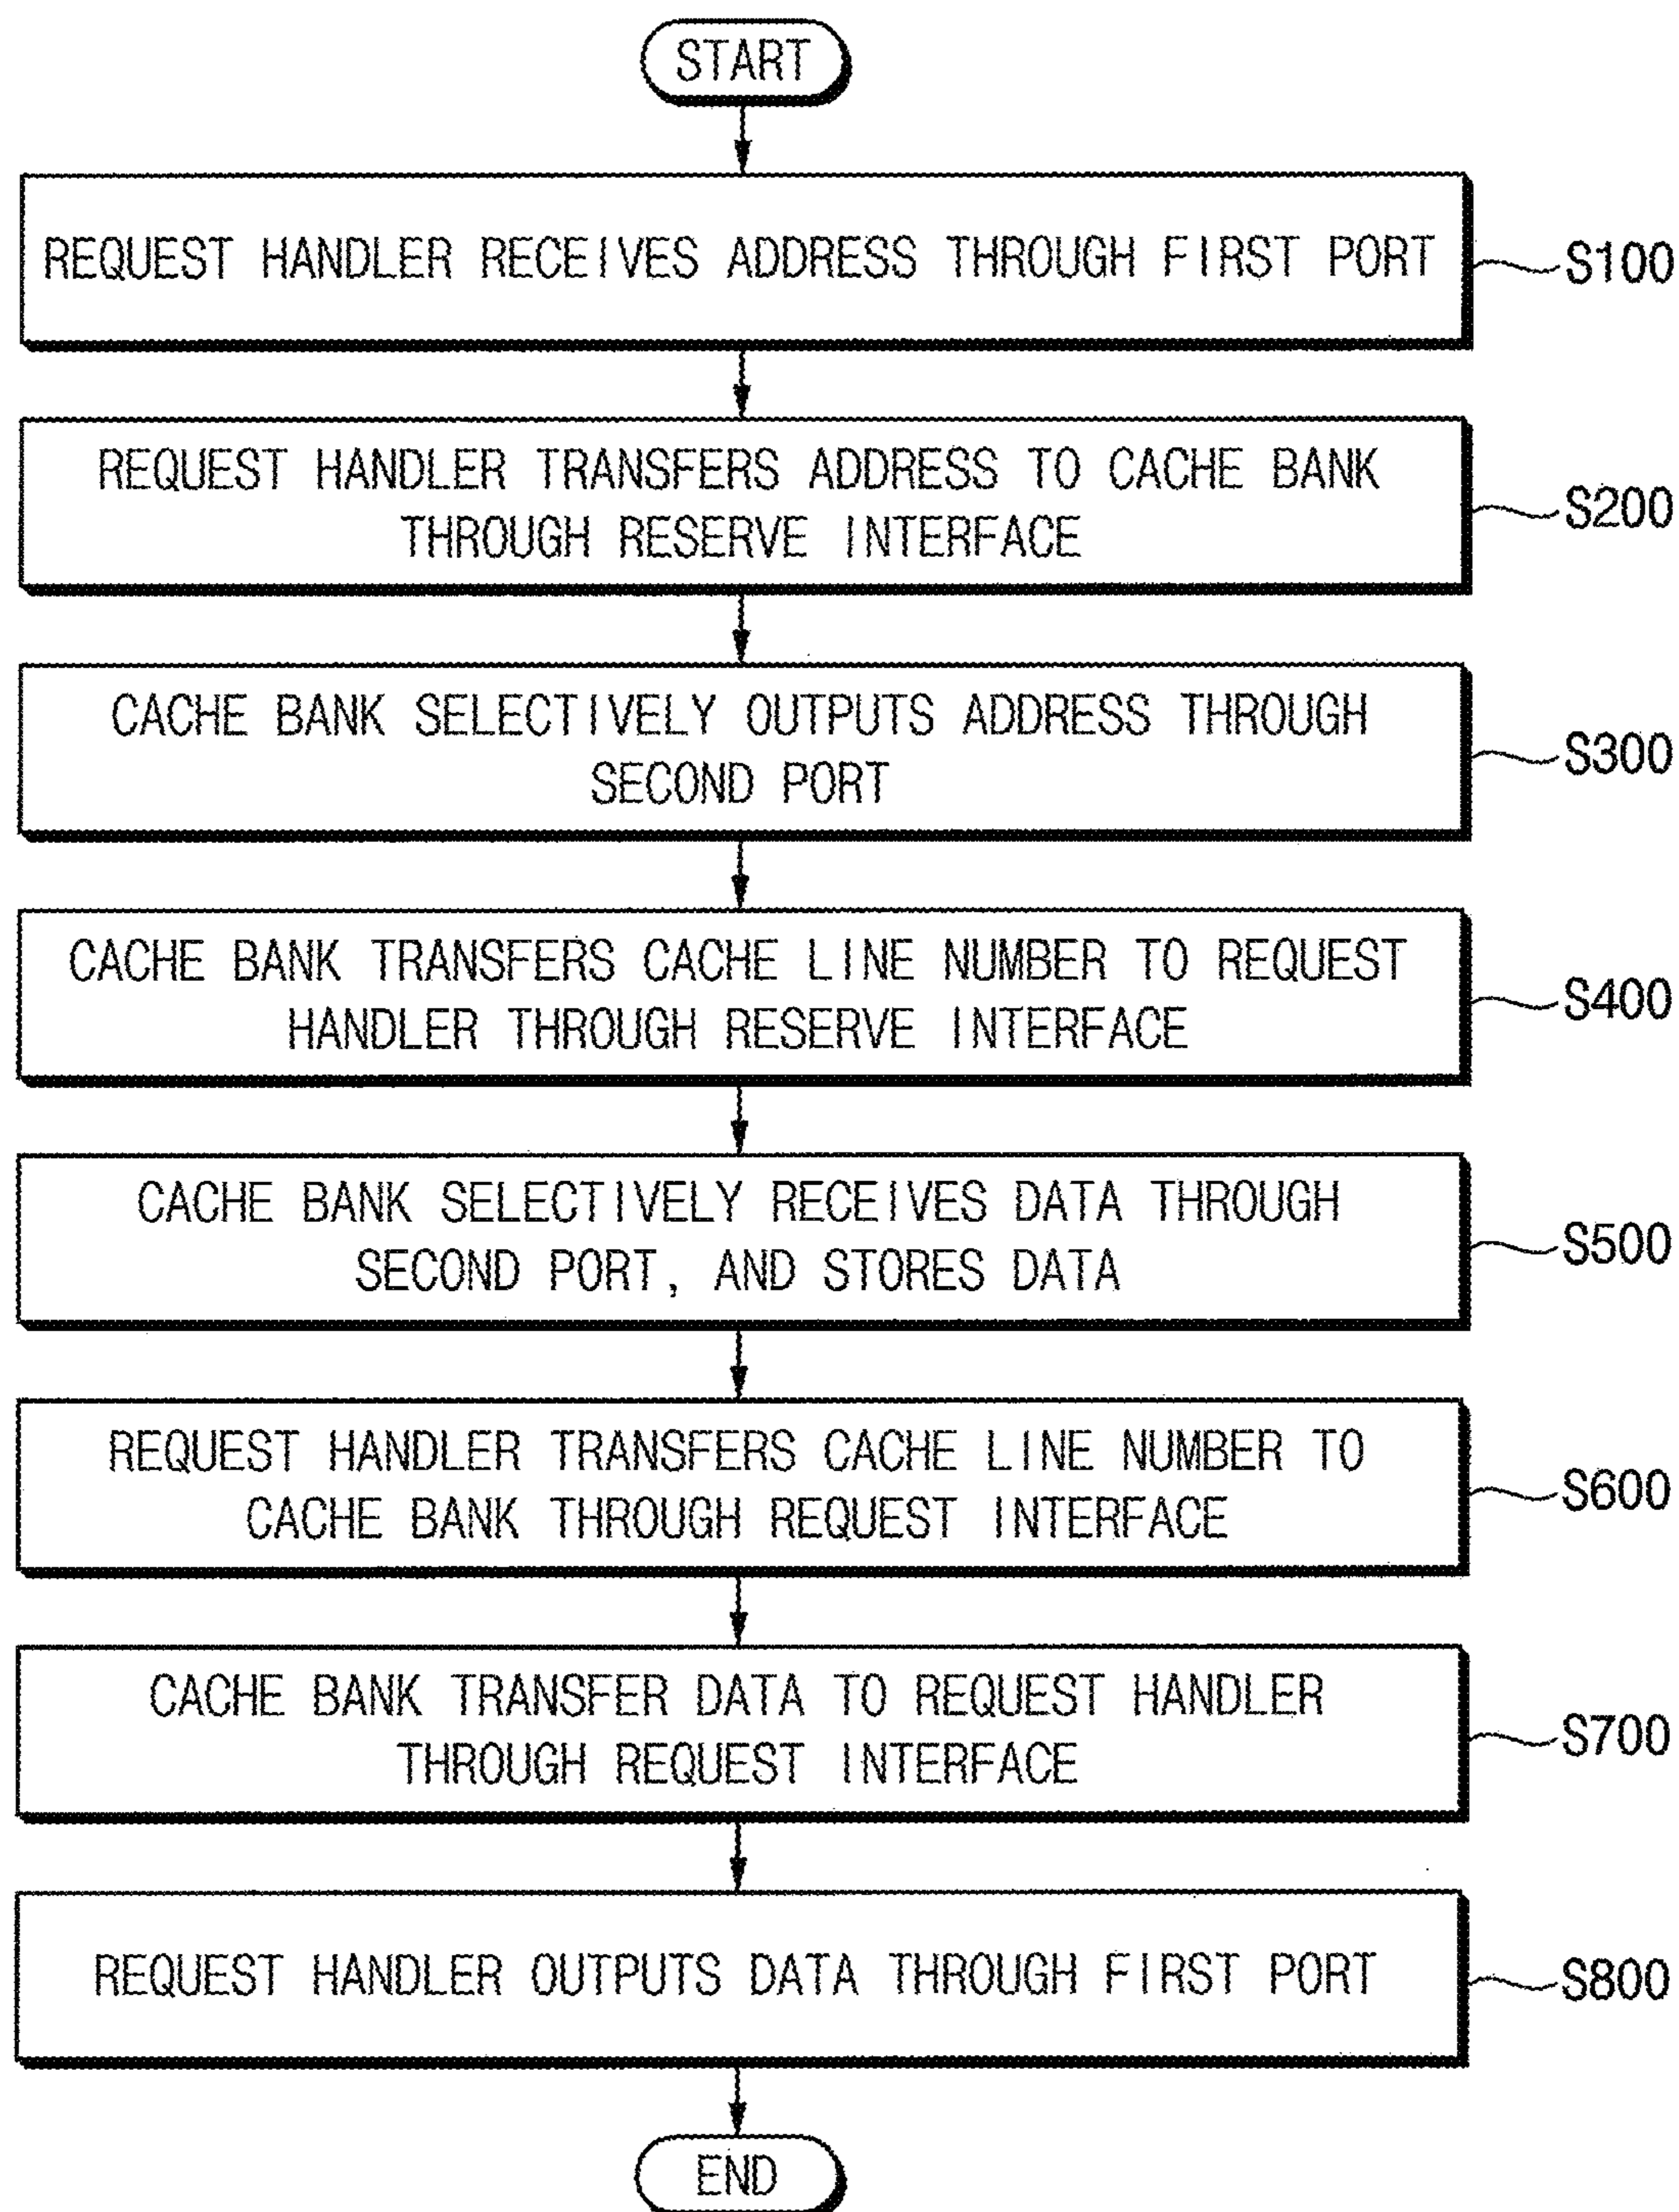 START
REQUEST HANDLER RECEIVES ADDRESS THROUGH FIRST PORT
S100
REQUEST HANDLER TRANSFERS ADDRESS TO CACHE BANK
THROUGH RESERVE INTERFACE
S200
CACHE BANK SELECTIVELY OUTPUTS ADDRESS THROUGH
SECOND PORT
S300
CACHE BANK TRANSFERS CACHE LINE NUMBER TO REQUEST
HANDLER THROUGH RESERVE INTERFACE
S400
CACHE BANK SELECTIVELY RECEIVES DATA THROUGH
SECOND PORT, AND STORES DATA
S500
REQUEST HANDLER TRANSFERS CACHE LINE NUMBER TO
CACHE BANK THROUGH REQUEST INTERFACE
S600
CACHE BANK TRANSFER DATA TO REQUEST HANDLER
THROUGH REQUEST INTERFACE
S700
REQUEST HANDLER OUTPUTS DATA THROUGH FIRST PORT
S800
END